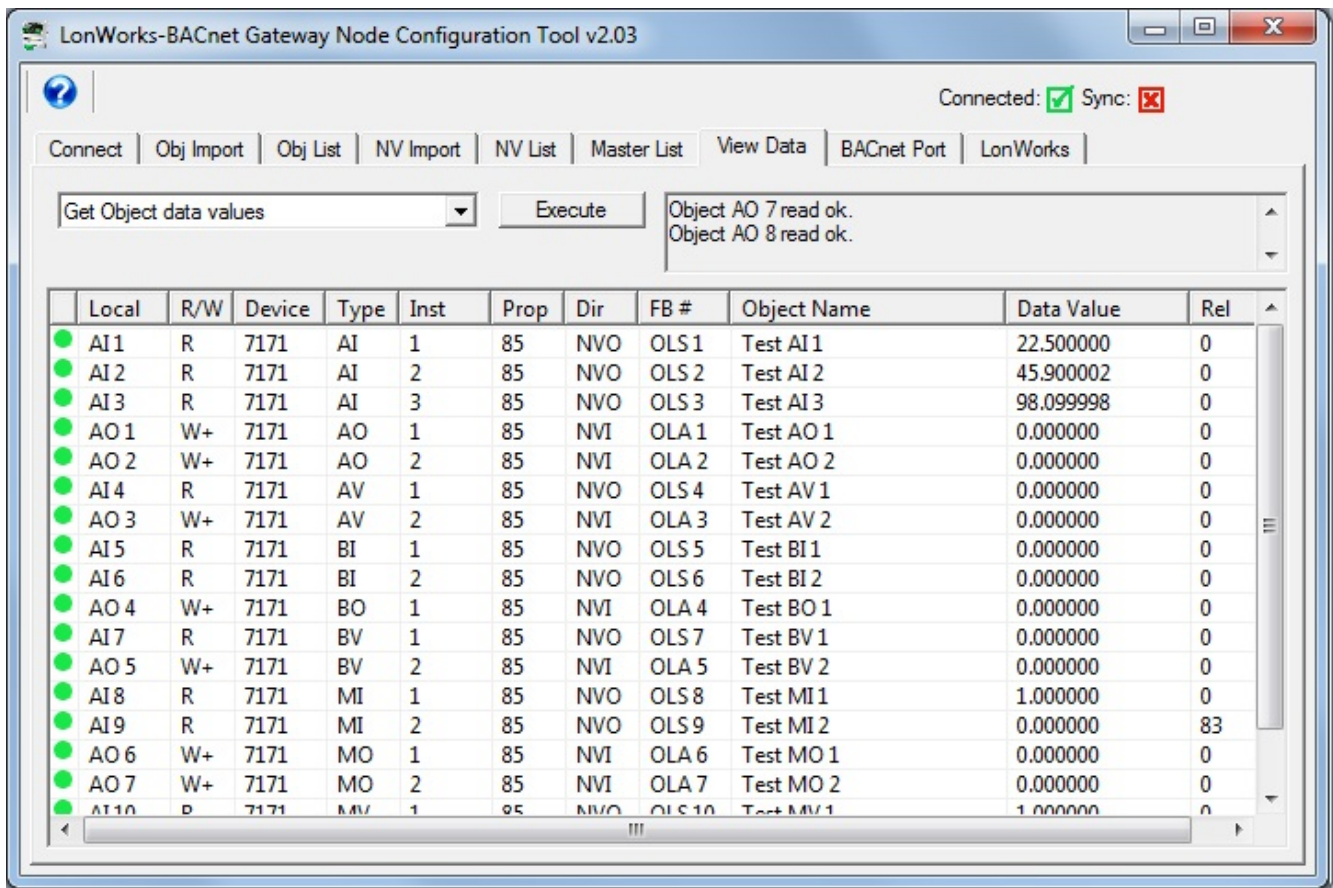 LonWorks-BACnet Gateway Node Configuration Tool v2.03
Connected: Sync:
Connect Obj Import Obj List NV Import NV List Master List View Data BACnet Port LonWorks
Get Object data values Execute Object AO 7 read ok.
Object AO 8 read ok.
Local R/W Device Type Inst Prop Dir FB # Object Name Data Value Rel
AI 1 R 7171 AI 1 85 NVO OLS 1 Test AI 1 22.500000 0
AI 2 R 7171 AI 2 85 NVO OLS 2 Test AI 2 45.900002 0
AI 3 R 7171 AI 3 85 NVO OLS 3 Test AI 3 98.099998 0
AO 1 W+ 7171 AO 1 85 NVI OLA 1 Test AO 1 0.000000 0
AO 2 W+ 7171 AO 2 85 NVI OLA 2 Test AO 2 0.000000 0
AI 4 R 7171 AV 1 85 NVO OLS 4 Test AV 1 0.000000 0
AO 3 W+ 7171 AV 2 85 NVI OLA 3 Test AV 2 0.000000 0
AI 5 R 7171 BI 1 85 NVO OLS 5 Test BI 1 0.000000 0
AI 6 R 7171 BI 2 85 NVO OLS 6 Test BI 2 0.000000 0
AO 4 W+ 7171 BO 1 85 NVI OLA 4 Test BO 1 0.000000 0
AI 7 R 7171 BV 1 85 NVO OLS 7 Test BV 1 0.000000 0
AO 5 W+ 7171 BV 2 85 NVI OLA 5 Test BV 2 0.000000 0
AI 8 R 7171 MI 1 85 NVO OLS 8 Test MI 1 1.000000 0
AI 9 R 7171 MI 2 85 NVO OLS 9 Test MI 2 0.000000 83
AO 6 W+ 7171 MO 1 85 NVI OLA 6 Test MO 1 0.000000 0
AO 7 W+ 7171 MO 2 85 NVI OLA 7 Test MO 2 0.000000 0
AI 10 R 7171 MV 1 85 NVO OLS 10 Test MV 1 1.000000 0